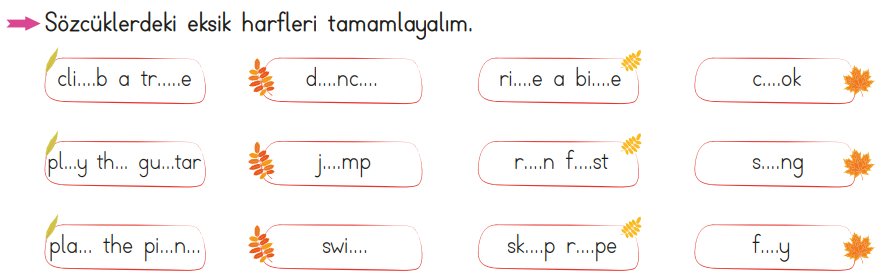 Sözcüklerdeki eksik harfleri tamamlayalım.
cli....b a tr.....e d....nc.... ri....e a bi....e c....ok
pl...y th... gu...tar j....mp r....n f....st s....ng
pla... the pi...n... swi.... sk....p r....pe f....y